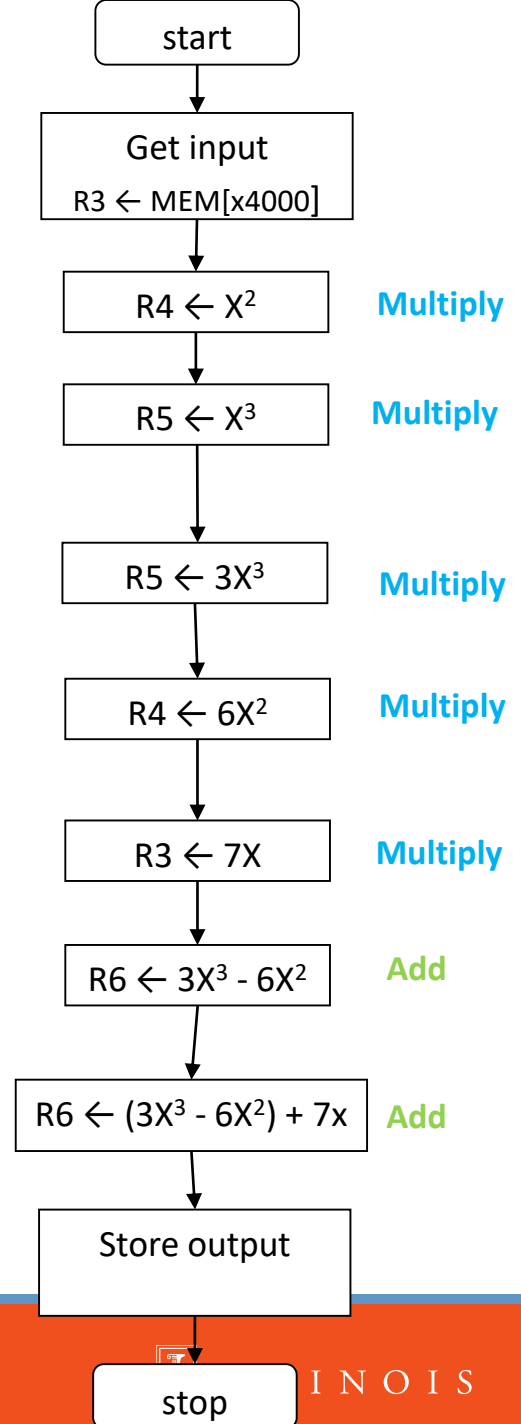 start
Get input
R3 ← MEM[x4000]
R4 ← X²
Multiply
R5 ← X³
Multiply
R5 ← 3X³
Multiply
R4 ← 6X²
Multiply
R3 ← 7X
Multiply
R6 ← 3X³ - 6X²
Add
R6 ← (3X³ - 6X²) + 7x
Add
Store output
I N O I S
stop